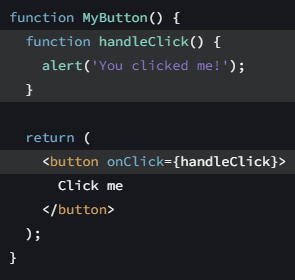 function MyButton() {
  function handleClick() {
    alert('You clicked me!');
  }

  return (
    <button onClick={handleClick}>
      Click me
    </button>
  );
}